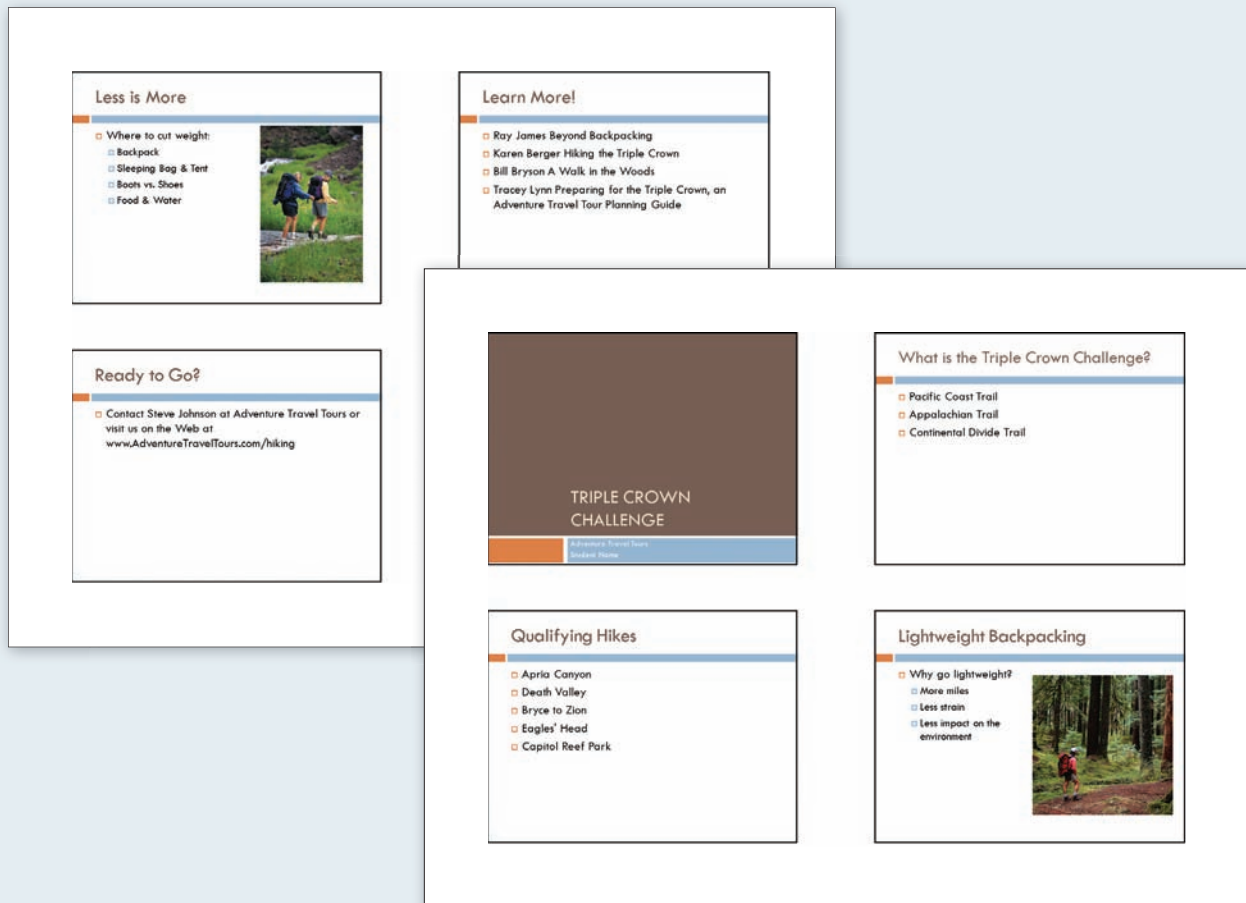 Less is More
Where to cut weight:
Backpack
Sleeping Bag & Tent
Boots vs. Shoes
Food & Water
Learn More!
Ray James Beyond Backpacking
Karen Berger Hiking the Triple Crown
Bill Bryson A Walk in the Woods
Tracey Lynn Preparing for the Triple Crown, an
Adventure Travel Tour Planning Guide
Ready to Go?
Contact Steve Johnson at Adventure Travel Tours or
visit us on the Web at
www.AdventureTravelTours.com/hiking
TRIPLE CROWN
CHALLENGE
Adventure Travel Tours
Student Name
What is the Triple Crown Challenge?
Pacific Coast Trail
Appalachian Trail
Continental Divide Trail
Qualifying Hikes
Apria Canyon
Death Valley
Bryce to Zion
Eagles' Head
Capitol Reef Park
Lightweight Backpacking
Why go lightweight?
More miles
Less strain
Less impact on the
environment